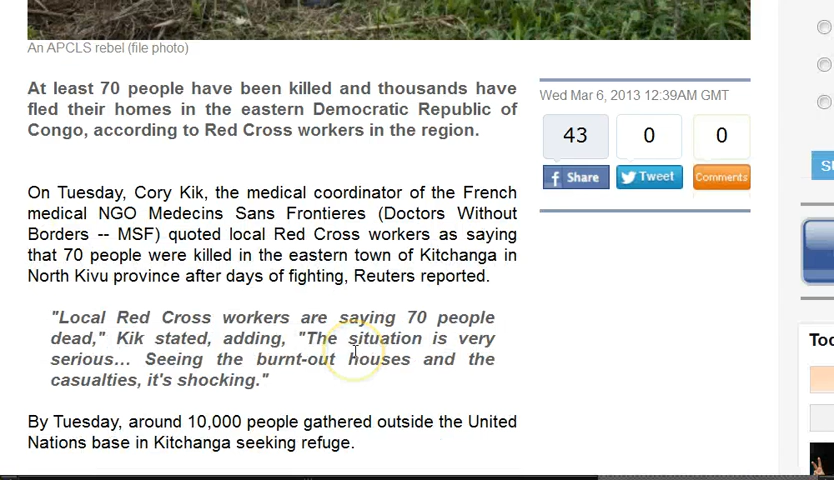 An APCLS rebel (file photo)
At least 70 people have been killed and thousands have
fled their homes in the eastern Democratic Republic of
Congo, according to Red Cross workers in the region.
On Tuesday, Cory Kik, the medical coordinator of the French
medical NGO Medecins Sans Frontieres (Doctors Without
Borders -- MSF) quoted local Red Cross workers as saying
that 70 people were killed in the eastern town of Kitchanga in
North Kivu province after days of fighting, Reuters reported.
"Local Red Cross workers are saying 70 people
dead," Kik stated, adding, "The situation is very
serious... Seeing the burnt-out houses and the
casualties, it's shocking."
By Tuesday, around 10,000 people gathered outside the United
Nations base in Kitchanga seeking refuge.
Wed Mar 6, 2013 12:39AM GMT
43 0 0
Share Tweet Comments